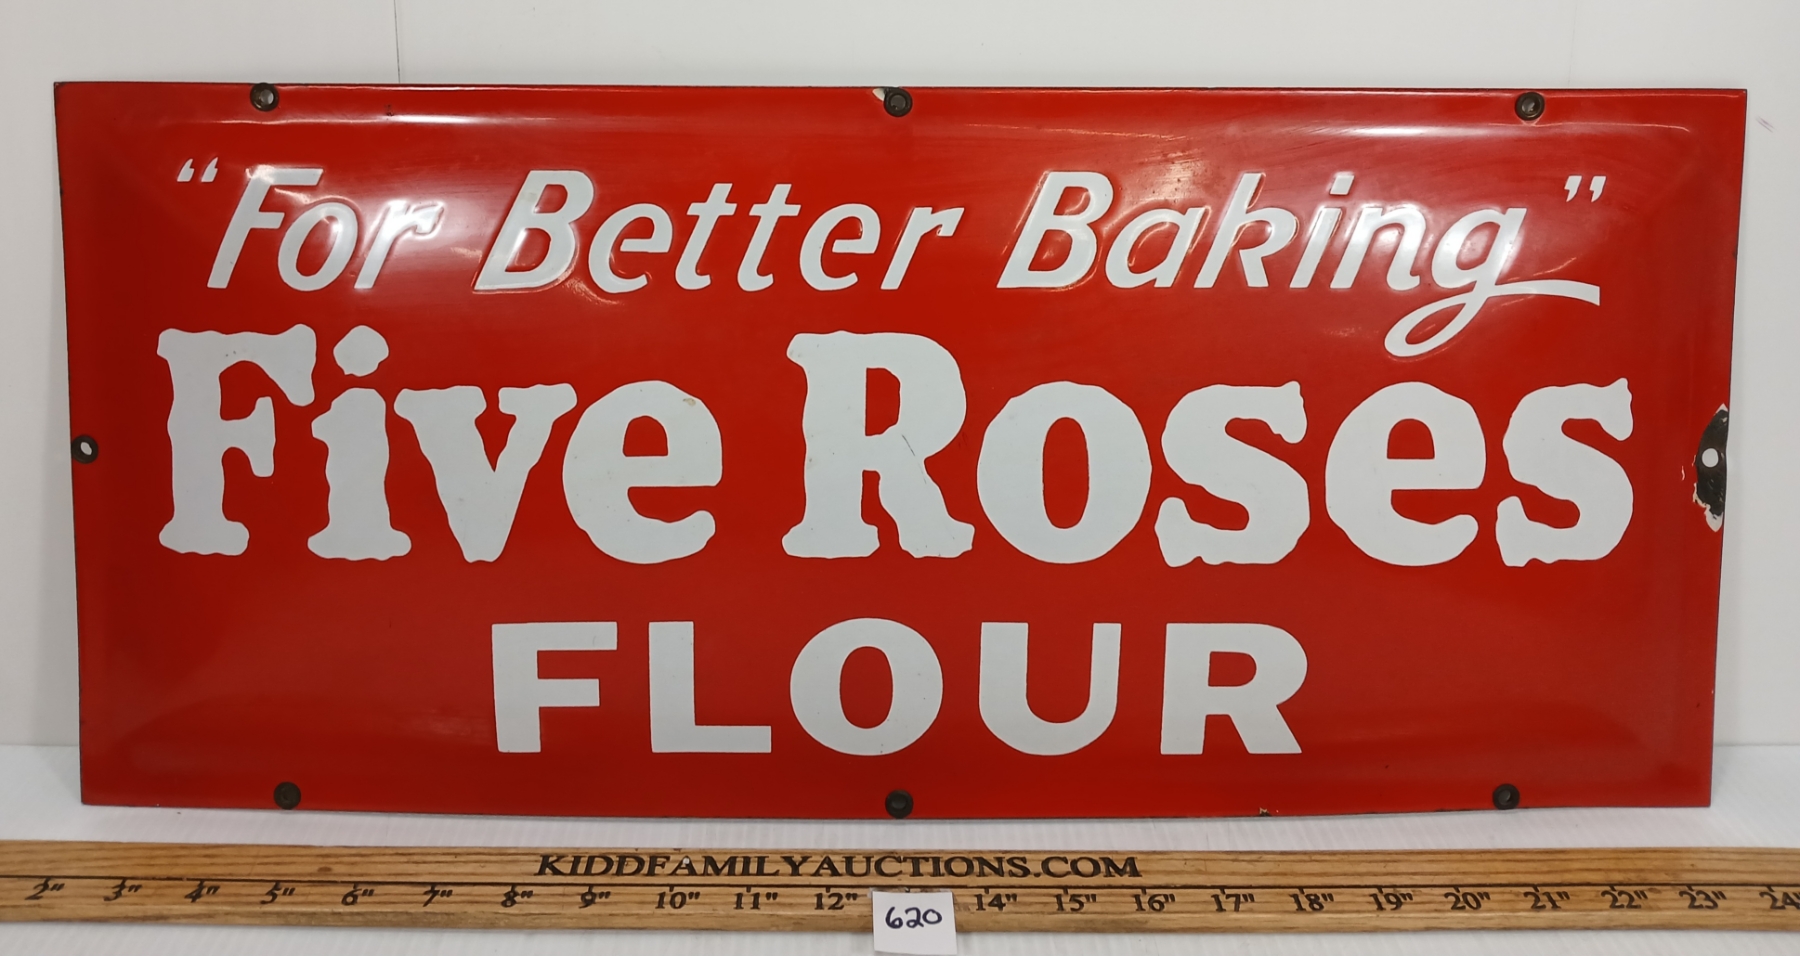 “For Better Baking”
Five Roses
FLOUR
KIDDFAMILYAUCTIONS.COM
2" 3" 4" 5" 6" 7" 8" 9" 10" 11" 12" 14" 15" 16" 17" 18" 19" 20" 21" 22" 23" 24"
620